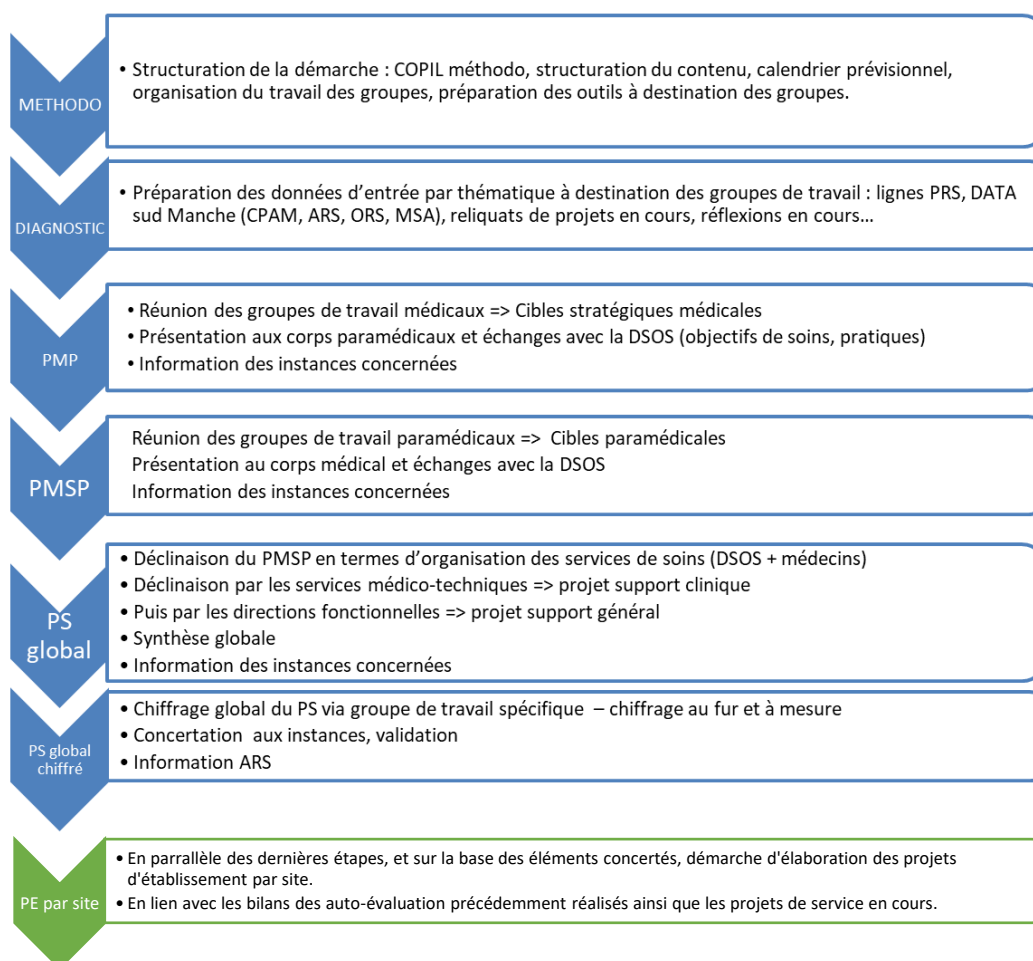 METHODO
• Structuration de la démarche : COPIL méthodo, structuration du contenu, calendrier prévisionnel,
organisation du travail des groupes, préparation des outils à destination des groupes.
DIAGNOSTIC
• Préparation des données d'entrée par thématique à destination des groupes de travail : lignes PRS, DATA
sud Manche (CPAM, ARS, ORS, MSA), reliquats de projets en cours, réflexions en cours…
PMP
• Réunion des groupes de travail médicaux => Cibles stratégiques médicales
• Présentation aux corps paramédicaux et échanges avec la DSOS (objectifs de soins, pratiques)
• Information des instances concernées
PMSP
Réunion des groupes de travail paramédicaux => Cibles paramédicales
Présentation au corps médical et échanges avec la DSOS
Information des instances concernées
PS
global
• Déclinaison du PMSP en termes d'organisation des services de soins (DSOS + médecins)
• Déclinaison par les services médico-techniques => projet support clinique
• Puis par les directions fonctionnelles => projet support général
• Synthèse globale
• Information des instances concernées
PS global
chiffré
• Chiffrage global du PS via groupe de travail spécifique – chiffrage au fur et à mesure
• Concertation aux instances, validation
• Information ARS
PE par site
• En parrallèle des dernières étapes, et sur la base des éléments concertés, démarche d'élaboration des projets
d'établissement par site.
• En lien avec les bilans des auto-évaluation précédemment réalisés ainsi que les projets de service en cours.